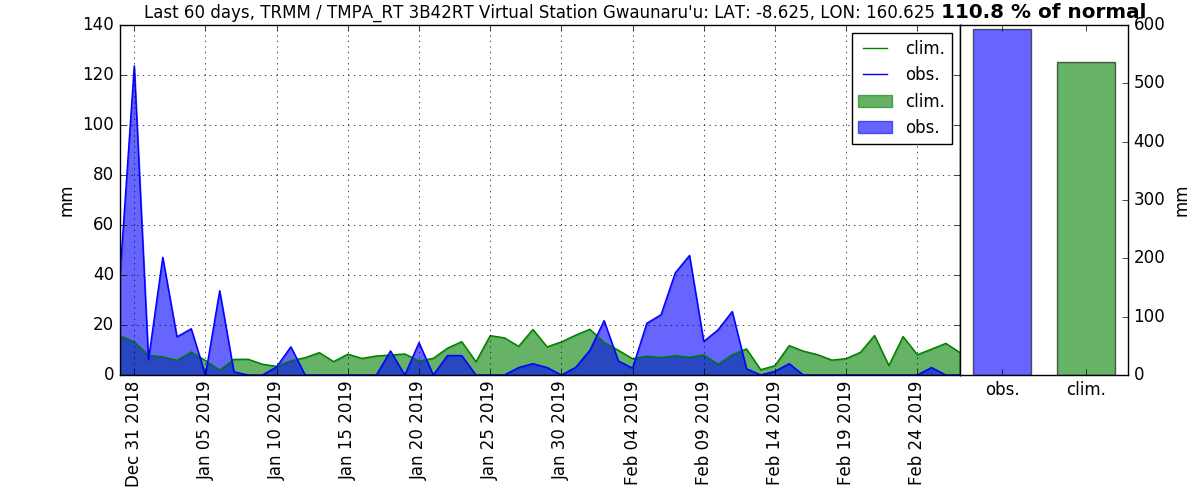 Last 60 days, TRMM / TMPA_RT 3B42RT Virtual Station Gwaunaru'u: LAT: -8.625, LON: 160.625 110.8 % of normal
140
120
100
80
60
40
20
0
mm
clim.
obs.
clim.
obs.
Dec 31 2018
Jan 05 2019
Jan 10 2019
Jan 15 2019
Jan 20 2019
Jan 25 2019
Jan 30 2019
Feb 04 2019
Feb 09 2019
Feb 14 2019
Feb 19 2019
Feb 24 2019
600
500
400
300
200
100
0
mm
obs.
clim.